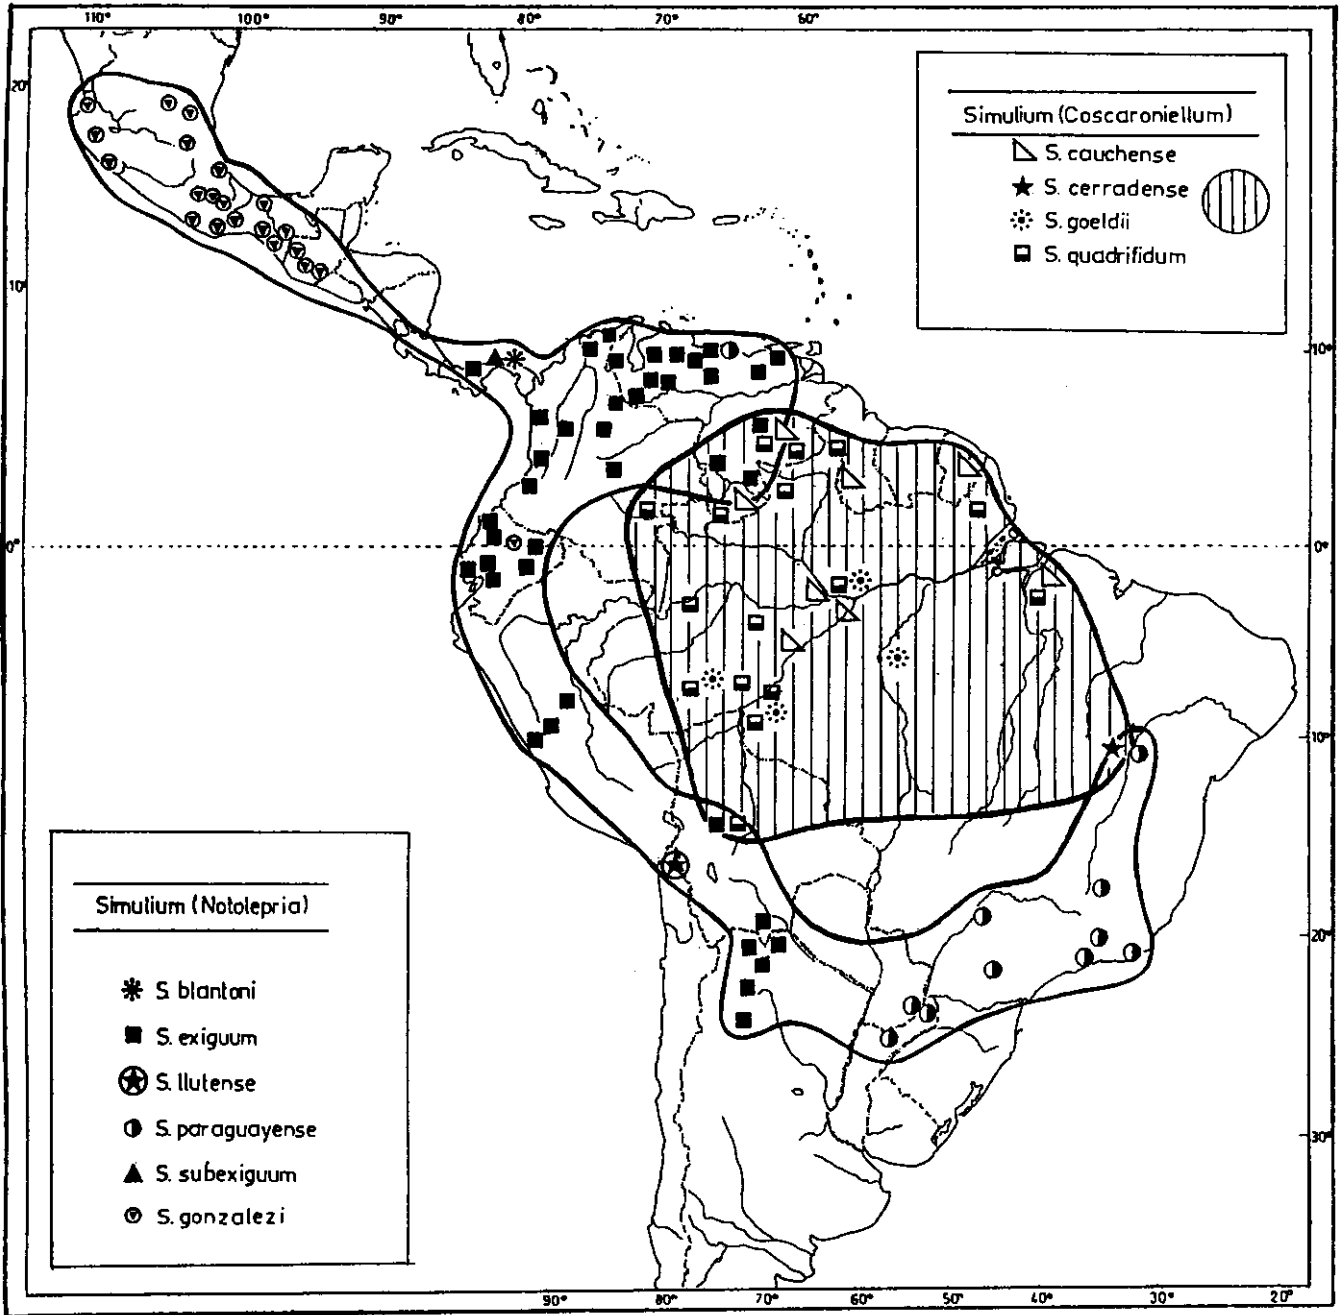 110° 100° 90° 80° 70° 60°
20°
10°
Simulium (Coscaroniellum)
S. cauchense
S. cerradense
S. goeldii
S. quadrifidum
10°
0° 0°
10°
Simulium (Notolepria)
S. blantoni
S. exiguum
S. llutense
S. paraguayense
S. subexiguum
S. gonzalezi
20°
30°
90° 80° 70° 60° 50° 40° 30° 20°